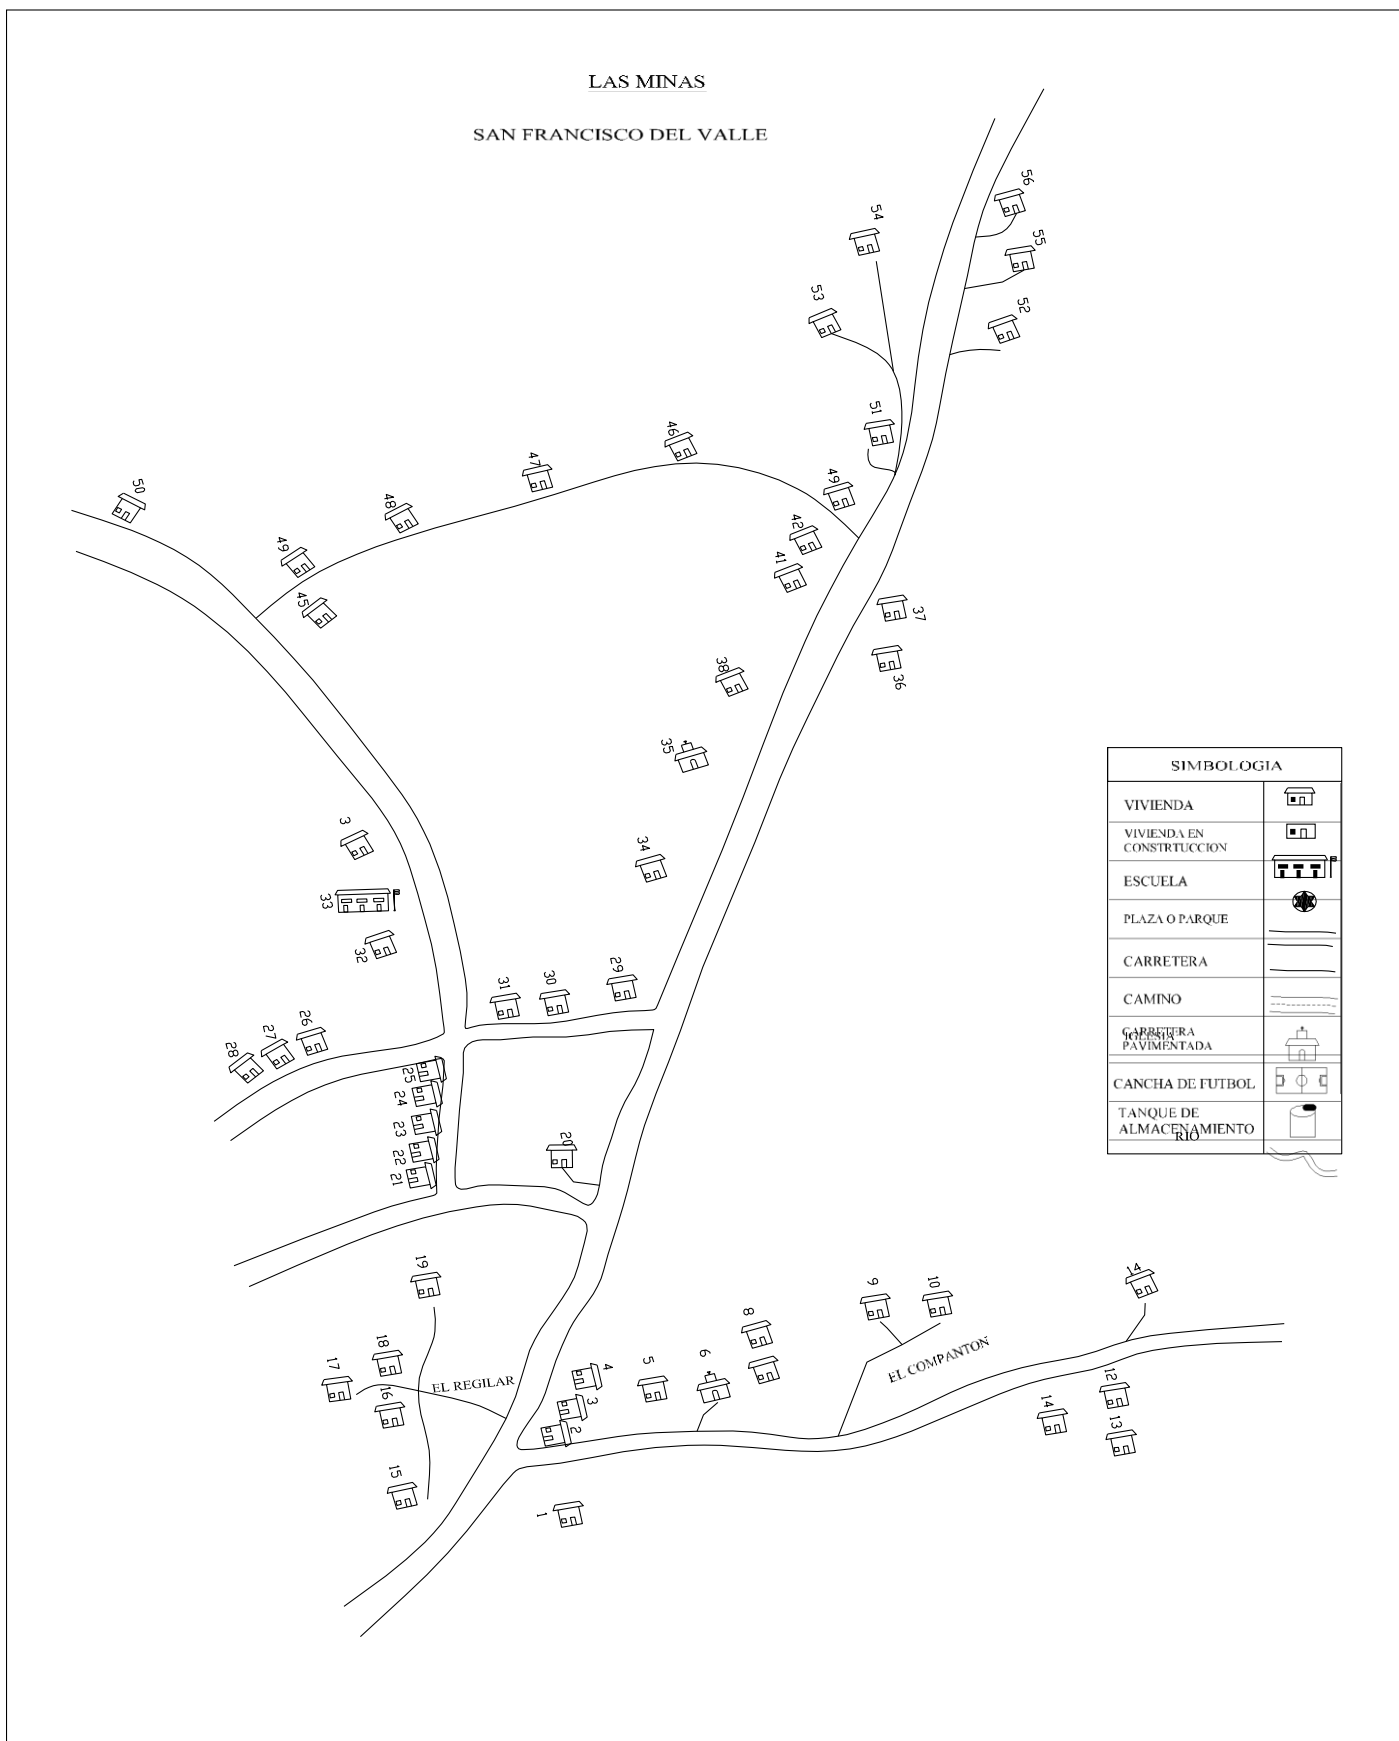 LAS MINAS
SAN FRANCISCO DEL VALLE
56
54
55
53
52
51
46
47
49
50
48
42
49
41
45
37
36
38
35
3
34
33
32
29
30
31
26
27
28
25
24
23
22
21
20
19
18
17
EL REGILAR
16
15
4
3
2
5
6
8
9
10
EL COMPANTON
14
12
14
13
1
SIMBOLOGIA
VIVIENDA
VIVIENDA EN
CONSTRTUCCION
ESCUELA
PLAZA O PARQUE
CARRETERA
CAMINO
CARRETERA
IGLESIA
PAVIMENTADA
CANCHA DE FUTBOL
TANQUE DE
ALMACENAMIENTO
RIO